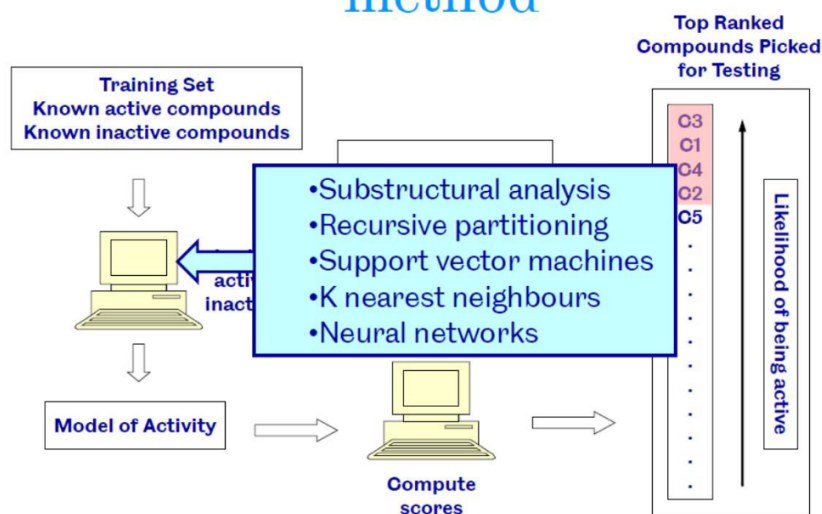 method
Top Ranked
Compounds Picked
for Testing
Training Set
Known active compounds
Known inactive compounds
C3
C1
C4
C2
C5
.
.
.
.
.
.
.
.
.
.
.
Likelihood of being active
•Substructural analysis
•Recursive partitioning
•Support vector machines
•K nearest neighbours
•Neural networks
Model of Activity
Compute
scores